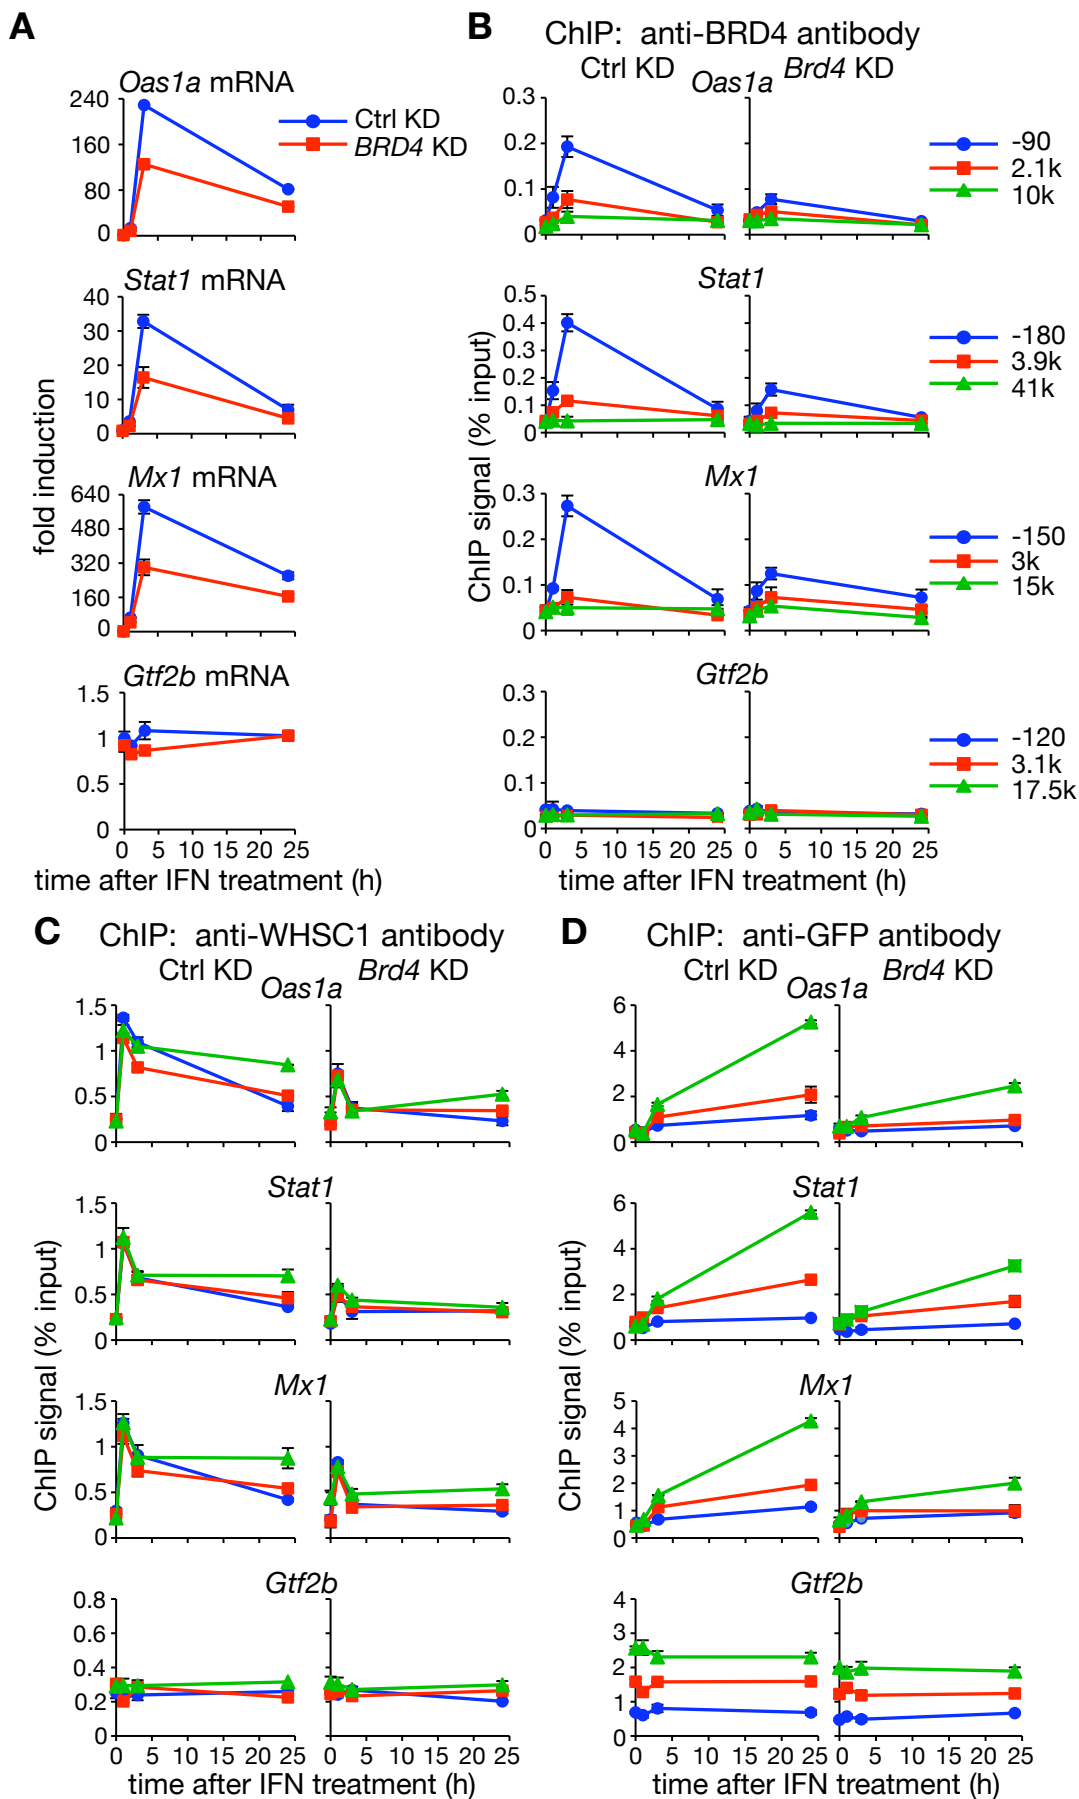 A
Oas1a mRNA
240
160
80
0
Ctrl KD
BRD4 KD
Stat1 mRNA
40
30
20
10
0
Mx1 mRNA
640
480
320
160
0
Gtf2b mRNA
1.5
1
0.5
0
0 5 10 15 20 25
fold induction
time after IFN treatment (h)
B
ChIP: anti-BRD4 antibody
Ctrl KD Brd4 KD
Oas1a
0.3
0.2
0.1
0
-90
2.1k
10k
Stat1
0.5
0.4
0.3
0.2
0.1
0
-180
3.9k
41k
Mx1
0.3
0.2
0.1
0
-150
3k
15k
Gtf2b
0.3
0.2
0.1
0
-120
3.1k
17.5k
0 5 10 15 20 25 0 5 10 15 20 25
ChIP signal (% input)
time after IFN treatment (h)
C
ChIP: anti-WHSC1 antibody
Ctrl KD Brd4 KD
Oas1a
1.5
1
0.5
0
Stat1
1.5
1
0.5
0
Mx1
1.5
1
0.5
0
Gtf2b
0.8
0.6
0.4
0.2
0
0 5 10 15 20 25 0 5 10 15 20 25
ChIP signal (% input)
time after IFN treatment (h)
D
ChIP: anti-GFP antibody
Ctrl KD Brd4 KD
Oas1a
6
4
2
0
Stat1
6
4
2
0
Mx1
5
4
3
2
1
0
Gtf2b
4
3
2
1
0
0 5 10 15 20 25 0 5 10 15 20 25
ChIP signal (% input)
time after IFN treatment (h)